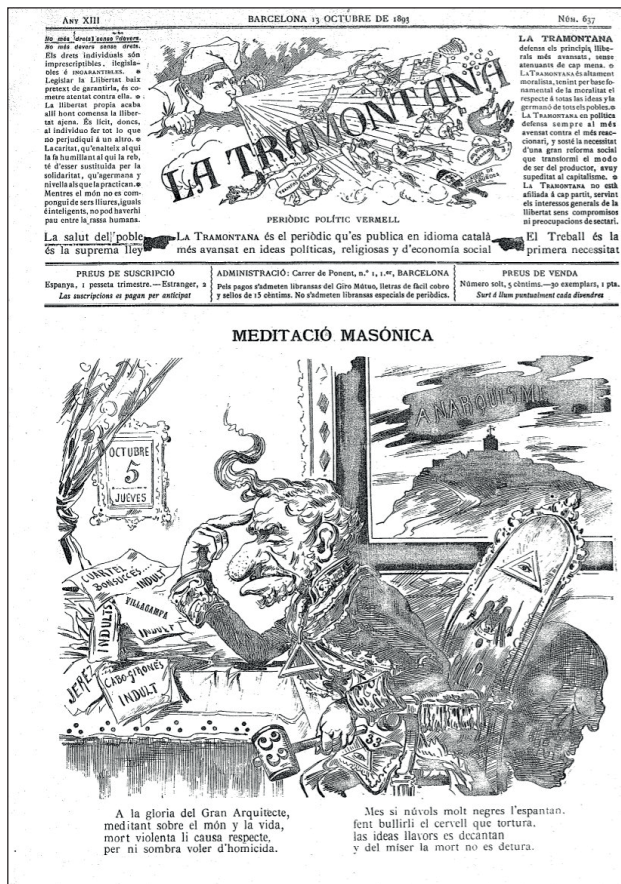 ANY XIII
BARCELONA 13 OCTUBRE DE 1893
NÚM. 637
No més drets sense devers.
No més devers sense drets.
Els drets individuals són
imprescriptibles, ilegisla-
bles é INGARANTIBLES.
Legislar la Llibertat baix
pretext de garantirla, és co-
metre atentat contra ella.
La llibertat propia acaba
allí hont comensa la lliber-
tat ajena. És lícit, doncs,
al individuo fer tot lo que
no perjudiqui á un altre.
La caritat, qu'enalteix al qui
la fa humiliant al qui la reb,
té d'esser sustituida per la
solidaritat, qu'agermana y
nivella als que la practican.
Mentres el món no es com-
pongui de sers lliures, iguals
é inteligents, no pod haverhi
pau entre la rassa humana.
LA TRAMONTANA
PERIÒDIC POLÍTIC VERMELL
LA TRAMONTANA
defensa els principis llibe-
rals més avansats, sense
atenuants de cap mena.
LA TRAMONTANA és altament
moralista, tenint per base fo-
namental de la moralitat el
respecte á totas las ideas y la
germanó de tots els pobles.
LA TRAMONTANA en política
defensa sempre al més
avensat contra el més reac-
cionari, y sosté la necessitat
d'una gran reforma social
que transformi el modo
de ser del productor, avuy
supeditat al capitalisme.
LA TRAMONTANA no está
afiliada á cap partit, servint
els interessos generals de la
llibertat sens compromisos
ni preocupacions de sectari.
La salut del poble
és la suprema lley
LA TRAMONTANA és el periòdic qu'es publica en idioma català
més avansat en ideas políticas, religiosas y d'economía social
El Treball és la
primera necessitat
PREUS DE SUSCRIPCIÓ
Espanya, 1 pesseta trimestre.—Estranger, 2
Las suscripcions es pagan per anticipat
ADMINISTRACIÓ: Carrer de Ponent, n.º 1, 1.er, BARCELONA
Pels pagos s'admeten libransas del Giro Mútuo, lletras de fácil cobro
y sellos de 15 céntims. No s'admeten libransas especials de periòdics.
PREUS DE VENDA
Número solt, 5 cèntims.—30 exemplars, 1 pta.
Surt á llum puntualment cada divendres
MEDITACIÓ MASÓNICA
ANARQUISME
OCTUBRE
5
JUEVES
CUARTEL
BONSUCCÉS...
INDULT
VILLACAMPA
INDULT
INDULTS
JEREZ
CABO GIRONÉS
INDULT
33
33
A la gloria del Gran Arquitecte,
meditant sobre el món y la vida,
mort violenta li causa respecte,
per ni sombra voler d'homicida.
Mes si núvols molt negres l'espantan.
fent bullirli el cervell que tortura,
las ideas llavors es decantan
y del míser la mort no es detura.